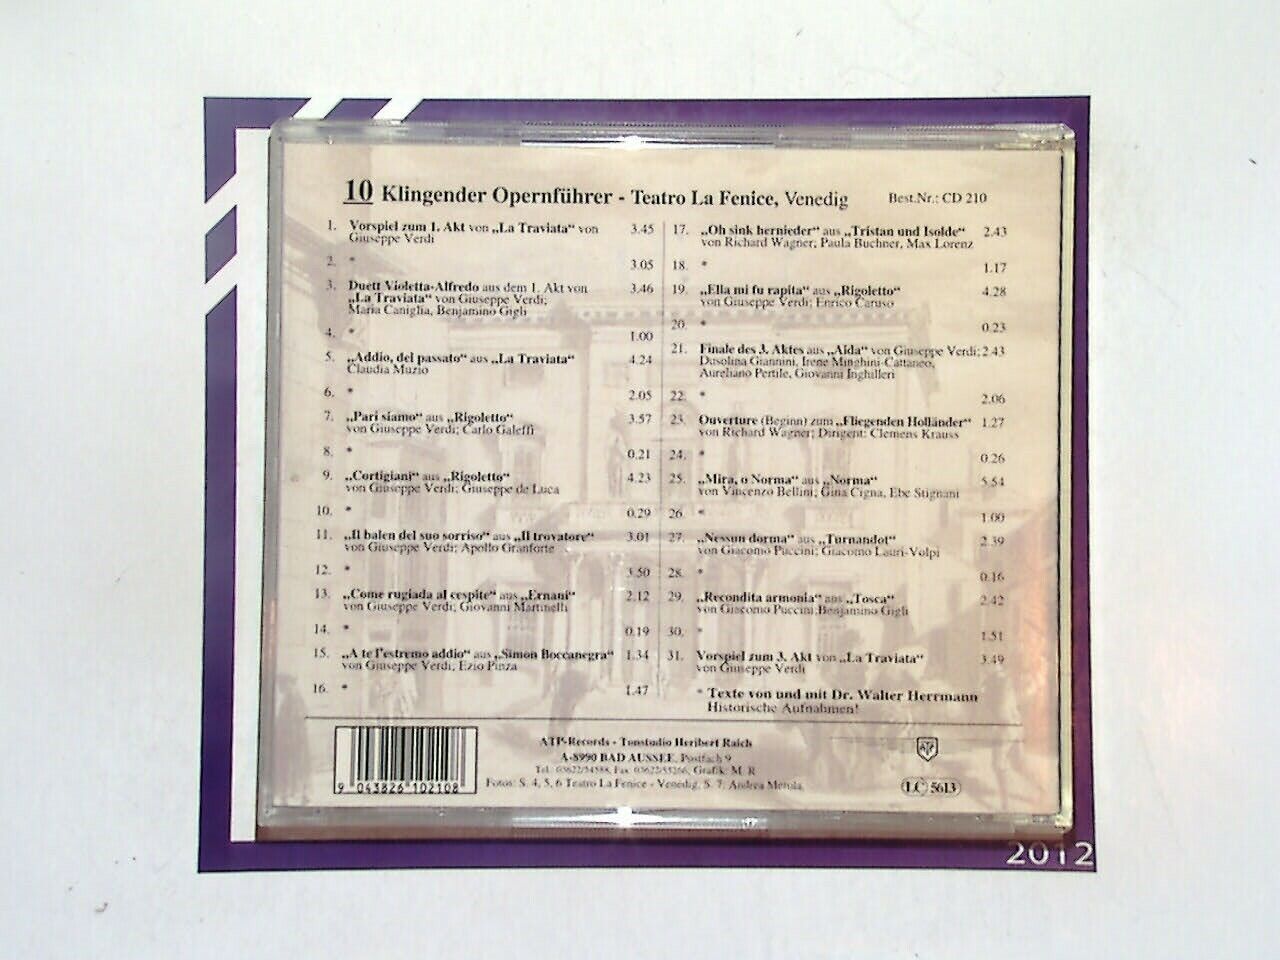 10 Klingender Opernführer - Teatro La Fenice, Venedig Best.Nr.: CD 210
1. Vorspiel zum 1. Akt von „La Traviata“ von 3.45
Giuseppe Verdi
2. * 3.05
3. Duett Violetta-Alfredo aus dem 1. Akt von 3.46
„La Traviata“ von Giuseppe Verdi;
Maria Caniglia, Benjamino Gigli
4. * 1.00
5. „Addio, del passato“ aus „La Traviata“ 4.24
Claudia Muzio
6. * 2.05
7. „Pari siamo“ aus „Rigoletto“ 3.57
von Giuseppe Verdi; Carlo Galeffi
8. * 0.21
9. „Cortigiani“ aus „Rigoletto“ 4.23
von Giuseppe Verdi; Giuseppe de Luca
10. * 0.29
11. „Il balen del suo sorriso“ aus „Il trovatore“ 3.01
von Giuseppe Verdi; Apollo Granforte
12. * 3.50
13. „Come rugiada al cespite“ aus „Ernani“ 2.12
von Giuseppe Verdi; Giovanni Martinelli
14. * 0.19
15. „A te l'estremo addio“ aus „Simon Boccanegra“ 1.34
von Giuseppe Verdi, Ezio Pinza
16. * 1.47
17. „Oh sink hernieder“ aus „Tristan und Isolde“ 2.43
von Richard Wagner; Paula Buchner, Max Lorenz
18. * 1.17
19. „Ella mi fu rapita“ aus „Rigoletto“ 4.28
von Giuseppe Verdi; Enrico Caruso
20. * 0.23
21. Finale des 3. Aktes aus „Aida“ von Giuseppe Verdi; 2.43
Dusolina Giannini, Irene Minghini-Cattaneo,
Aureliano Pertile, Giovanni Inghilleri
22. * 2.06
23. Ouverture (Beginn) zum „Fliegenden Holländer“ 1.27
von Richard Wagner; Dirigent: Clemens Krauss
24. * 0.26
25. „Mira, o Norma“ aus „Norma“ 5.54
von Vincenzo Bellini; Gina Cigna, Ebe Stignani
26. * 1.00
27. „Nessun dorma“ aus „Turnandot“ 2.39
von Giacomo Puccini; Giacomo Lauri-Volpi
28. * 0.16
29. „Recondita armonia“ aus „Tosca“ 2.42
von Giacomo Puccini;Benjamino Gigli
30. * 1.51
31. Vorspiel zum 3. Akt von „La Traviata“ 3.49
von Giuseppe Verdi
* Texte von und mit Dr. Walter Herrmann
Historische Aufnahmen!
ATP-Records - Tonstudio Heribert Raich
A-8990 BAD AUSSEE, Postfach 9
Tel. 03622/54588, Fax 03622/55266, Grafik: M. R
Fotos: S. 4, 5, 6 Teatro La Fenice - Venedig, S. 7; Andrea Merola
9 043826 102108
ATP
LC 5613
2012